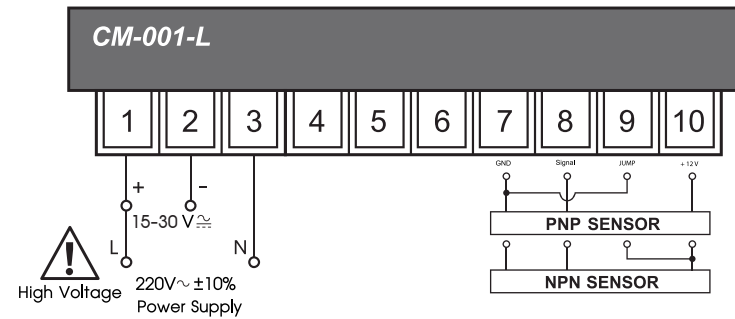 CM-001-L
1 2 3 4 5 6 7 8 9 10
GND Signal JUMP +12V
+ -
15-30 V⎓~
PNP SENSOR
L N
High Voltage
220V~ ±10%
Power Supply
NPN SENSOR